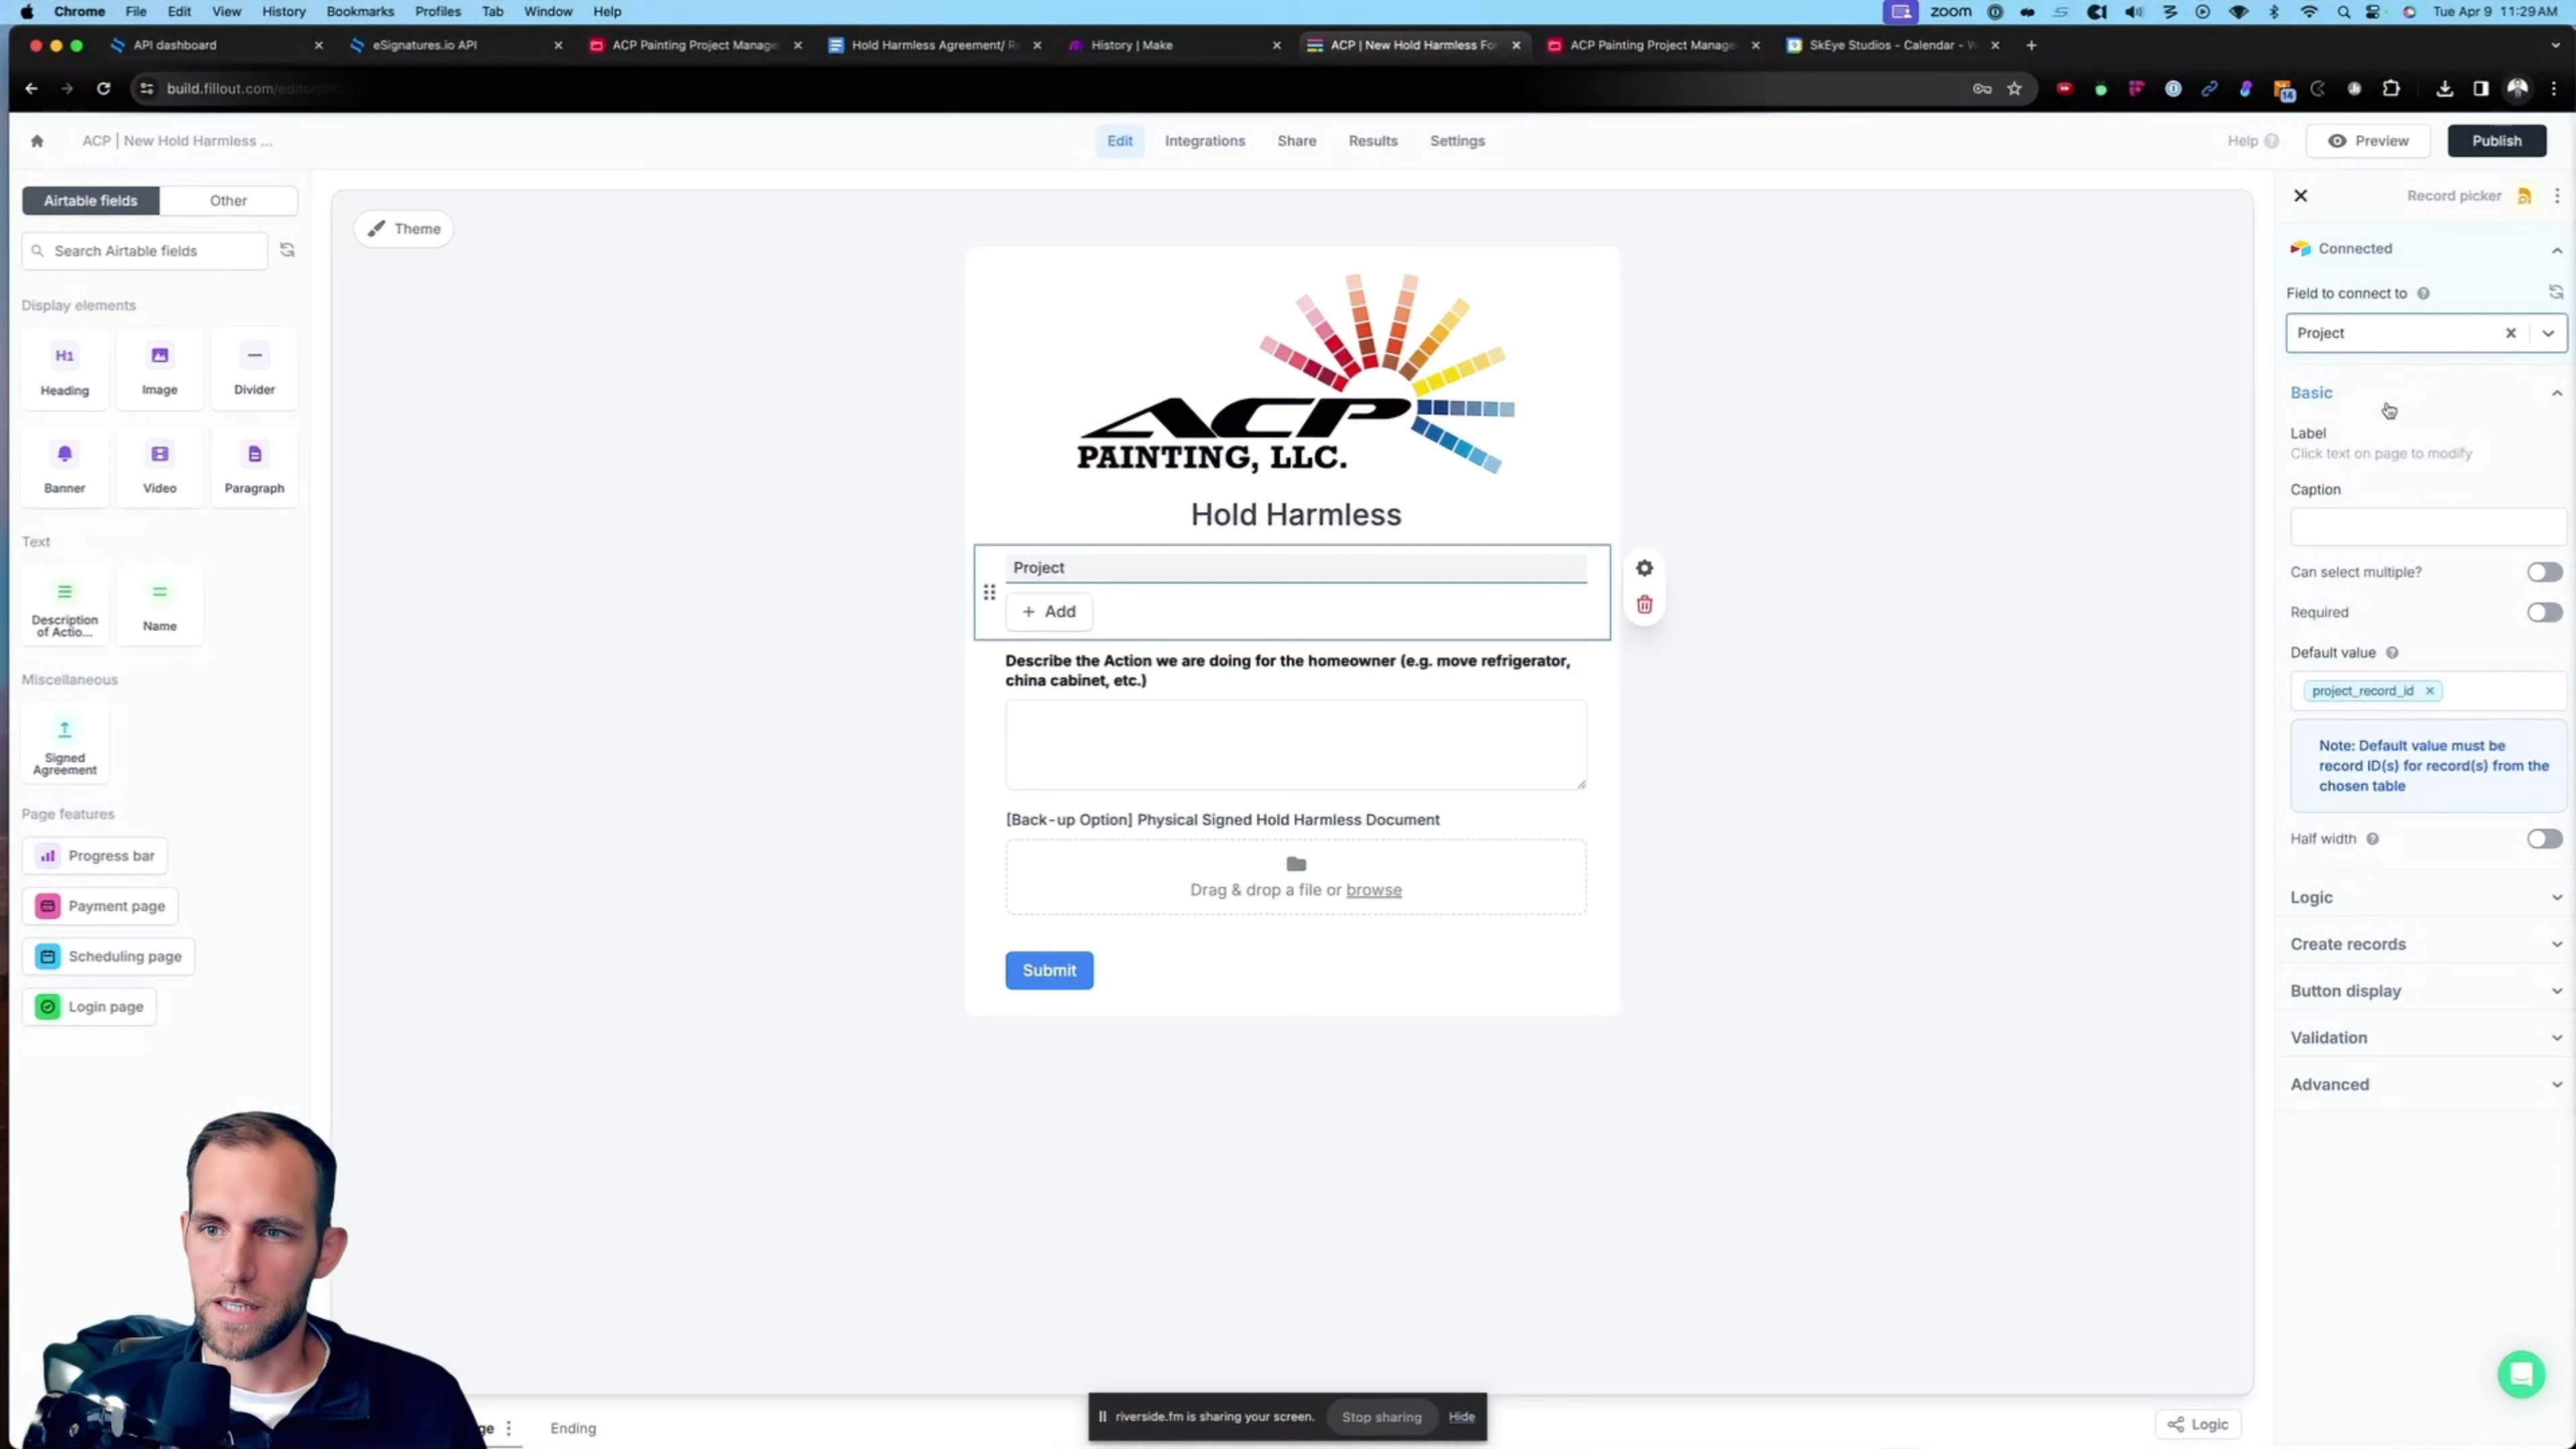 Chrome File Edit View History Bookmarks Profiles Tab Window Help
zoom Tue Apr 9 11:29 AM
API dashboard
eSignatures.io API
ACP Painting Project Manage
Hold Harmless Agreement/ R
History | Make
ACP | New Hold Harmless Fo
ACP Painting Project Manage
SkEye Studios - Calendar - W
build.fillout.com/editor/
14
ACP | New Hold Harmless ...
Edit Integrations Share Results Settings
Help Preview Publish
Airtable fields Other
Search Airtable fields
Display elements
H1
Heading Image Divider
Banner Video Paragraph
Text
Description of Actio...
Name
Miscellaneous
Signed Agreement
Page features
Progress bar
Payment page
Scheduling page
Login page
Theme
ACP
PAINTING, LLC.
Hold Harmless
Project
+ Add
Describe the Action we are doing for the homeowner (e.g. move refrigerator,
china cabinet, etc.)
[Back-up Option] Physical Signed Hold Harmless Document
Drag & drop a file or browse
Submit
Record picker
Connected
Field to connect to
Project
Basic
Label
Click text on page to modify
Caption
Can select multiple?
Required
Default value
project_record_id
Note: Default value must be
record ID(s) for record(s) from the
chosen table
Half width
Logic
Create records
Button display
Validation
Advanced
ge Ending
riverside.fm is sharing your screen. Stop sharing Hide
Logic